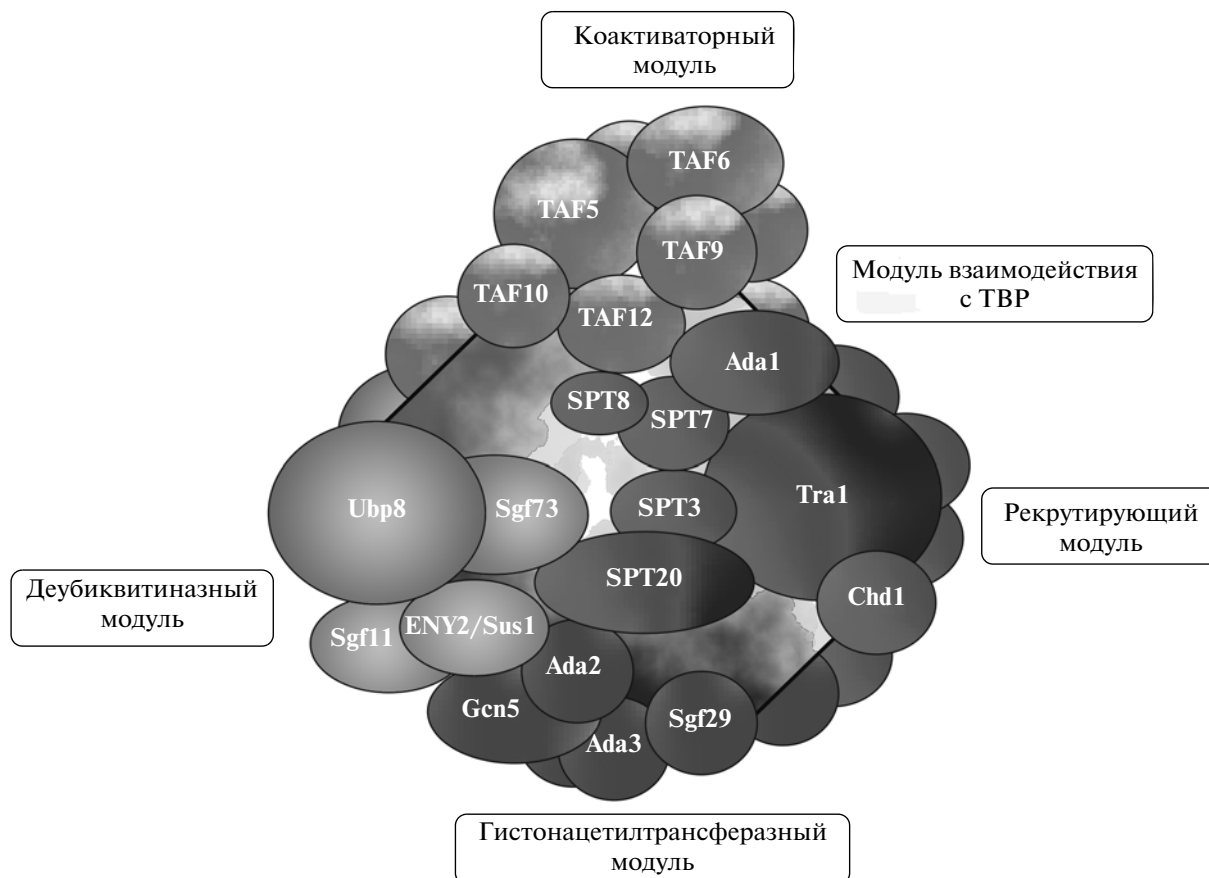 Коактиваторный
модуль
TAF6
TAF5
TAF9
TAF10
TAF12
Модуль взаимодействия
с TBP
Ada1
SPT8
SPT7
Ubp8
Sgf73
SPT3
Tra1
Рекрутирующий
модуль
SPT20
Chd1
Деубиквитиназный
модуль
Sgf11
ENY2/Sus1
Ada2
Gcn5
Sgf29
Ada3
Гистонацетилтрансферазный
модуль